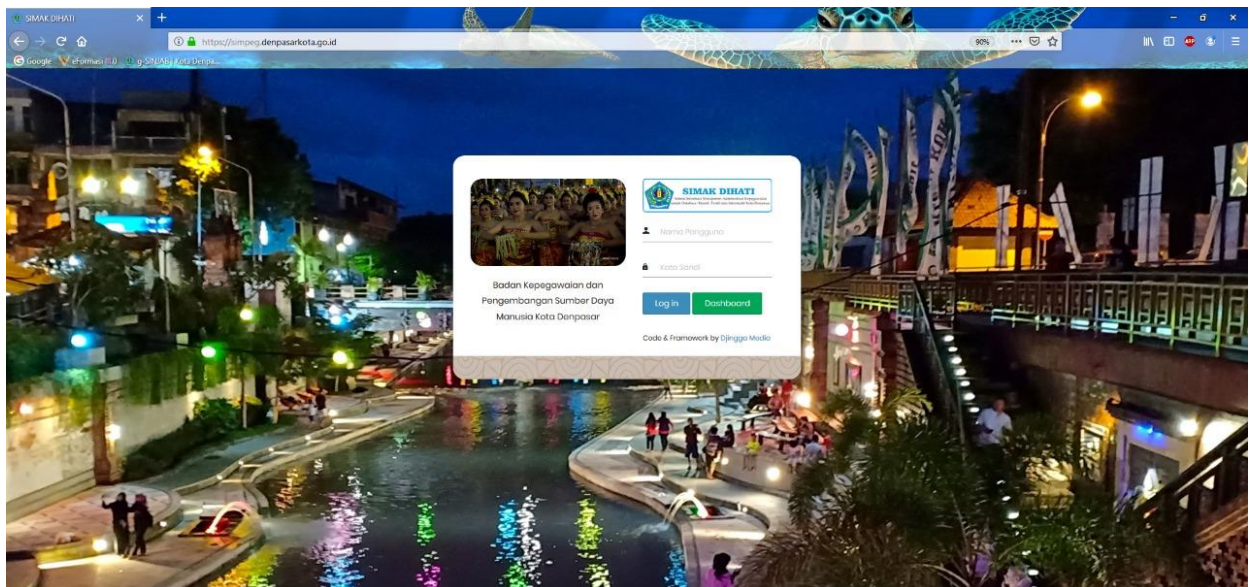 SIMAK DIHATI
https://simpeg.denpasarkota.go.id
90%
Google
SIMAK DIHATI
Nama Pengguna
Kata Sandi
Badan Kepegawaian dan
Pengembangan Sumber Daya
Manusia Kota Denpasar
Log in
Dashboard
Code & Framework by Djingga Media